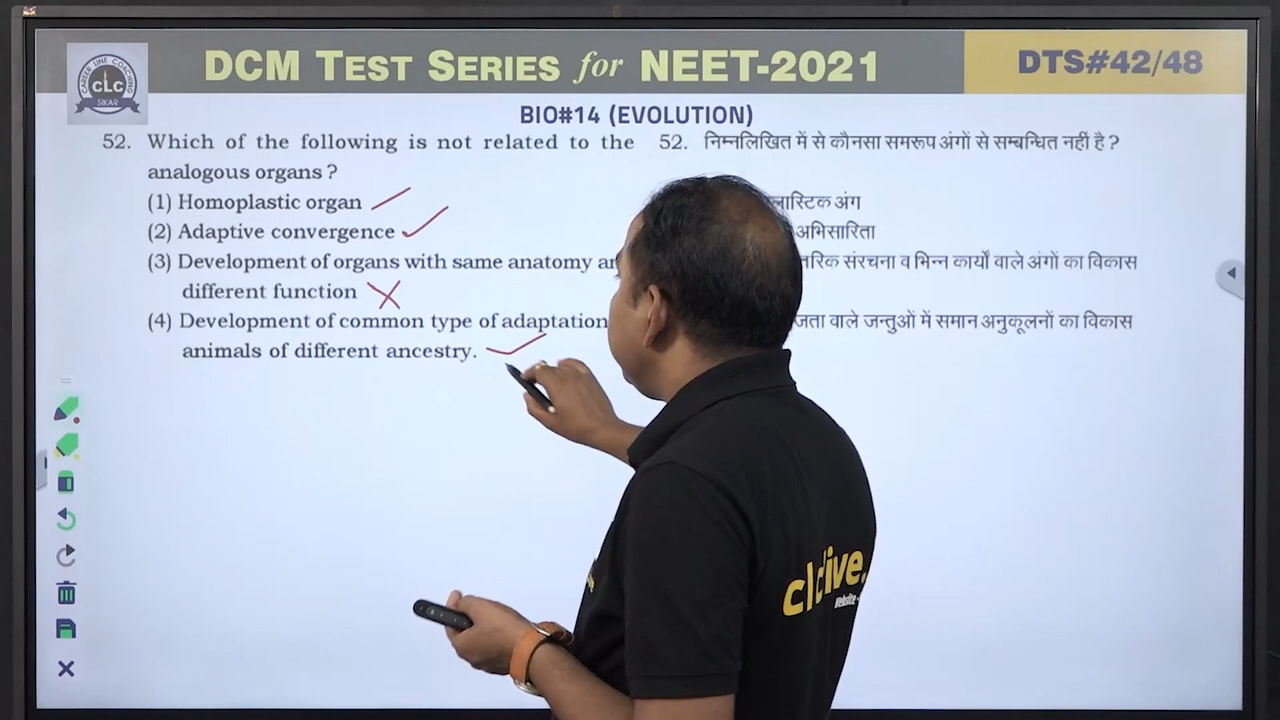 DCM TEST SERIES for NEET-2021
DTS#42/48
CAREER LINE COACHING
CLC
SIKAR
BIO#14 (EVOLUTION)
52. Which of the following is not related to the
analogous organs ?
(1) Homoplastic organ
(2) Adaptive convergence
(3) Development of organs with same anatomy
different function
(4) Development of common type of adaptation
animals of different ancestry.
52. निम्नलिखित में से कौनसा समरूप अंगों से सम्बन्धित नहीं है ?
अंग
अभिसारिता
संरचना व भिन्न कार्यों वाले अंगों का विकास
वाले जन्तुओं में समान अनुकूलनों का विकास